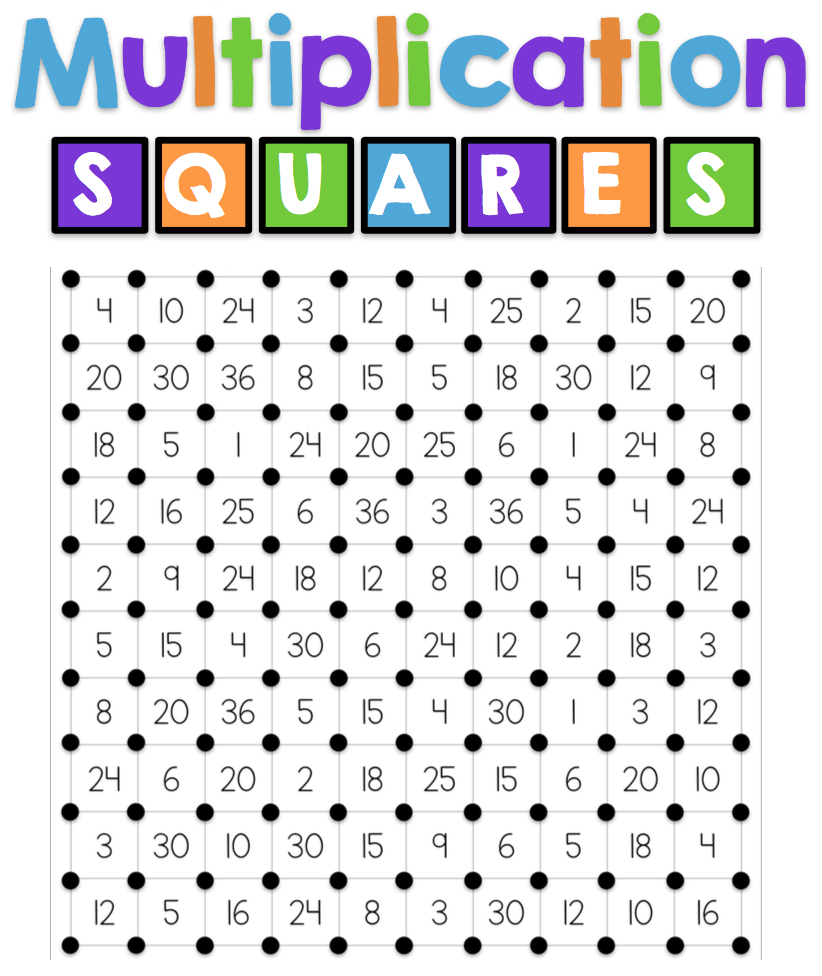 Multiplication
SQUARES
4 10 24 3 12 4 25 2 15 20
20 30 36 8 15 5 18 30 12 9
18 5 1 24 20 25 6 1 24 8
12 16 25 6 36 3 36 5 4 24
2 9 24 18 12 8 10 4 15 12
5 15 4 30 6 24 12 2 18 3
8 20 36 5 15 4 30 1 3 12
24 6 20 2 18 25 15 6 20 10
3 30 10 30 15 9 6 5 18 4
12 5 16 24 8 3 30 12 10 16